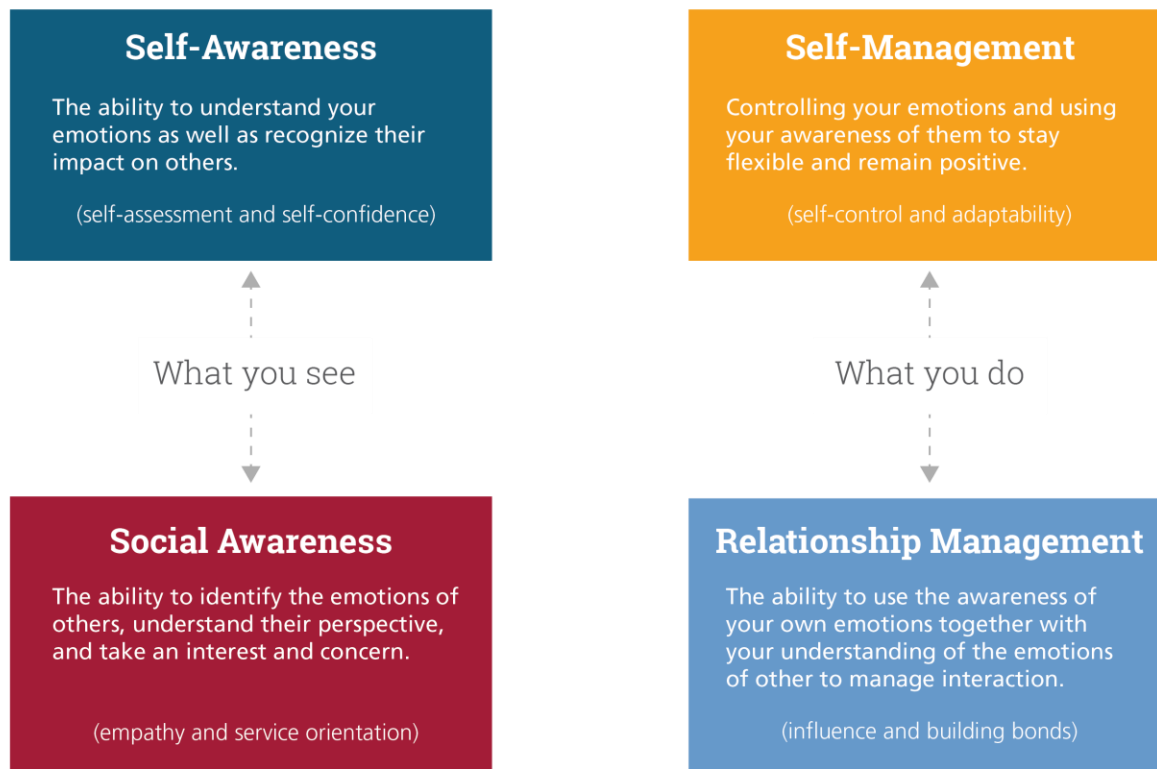 Self-Awareness
The ability to understand your
emotions as well as recognize their
impact on others.
(self-assessment and self-confidence)
Self-Management
Controlling your emotions and using
your awareness of them to stay
flexible and remain positive.
(self-control and adaptability)
What you see
What you do
Social Awareness
The ability to identify the emotions of
others, understand their perspective,
and take an interest and concern.
(empathy and service orientation)
Relationship Management
The ability to use the awareness of
your own emotions together with
your understanding of the emotions
of other to manage interaction.
(influence and building bonds)